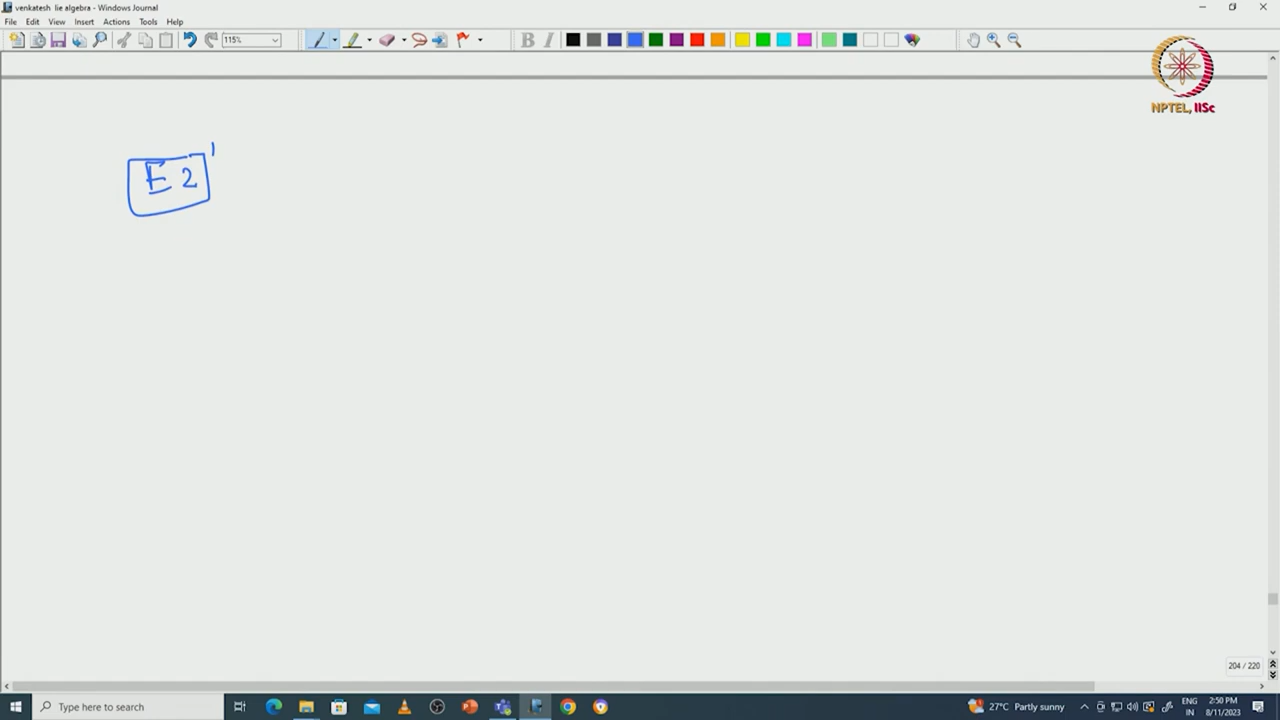 venkatesh lie algebra - Windows Journal
File Edit View Insert Actions Tools Help
115%
B I
NPTEL, IISc
E 2
204 / 220
Type here to search
27°C Partly sunny
ENG
IN
2:50 PM
8/11/2023